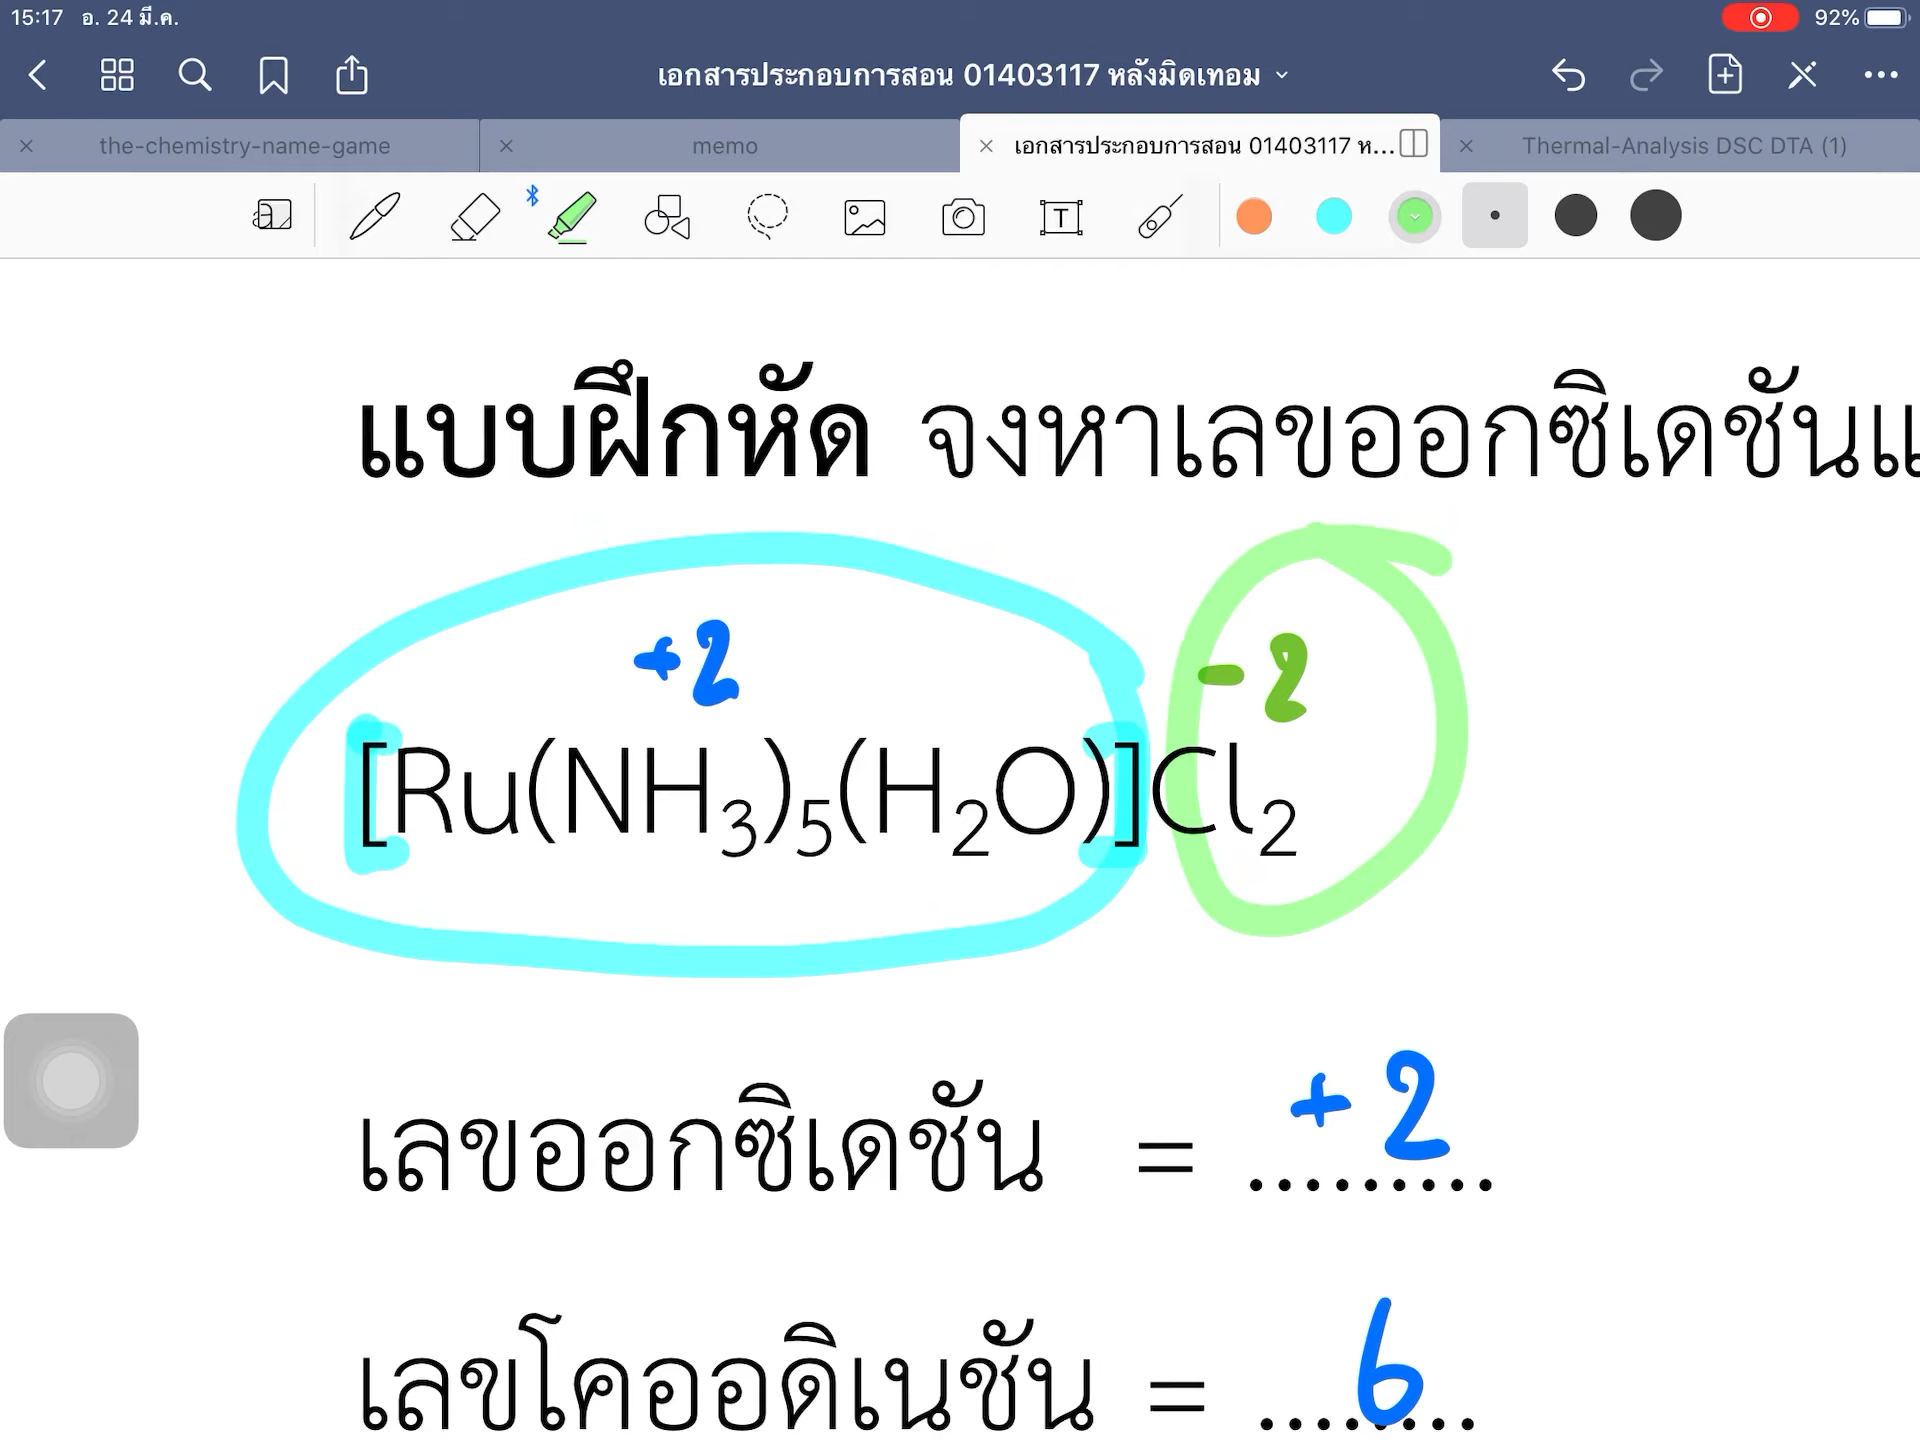 15:17 อ. 24 มี.ค. 92%
เอกสารประกอบการสอน 01403117 หลังมิดเทอม
the-chemistry-name-game memo เอกสารประกอบการสอน 01403117 ห... Thermal-Analysis DSC DTA (1)
แบบฝึกหัด จงหาเลขออกซิเดชันแ
+2 -2
[Ru(NH₃)₅(H₂O)]Cl₂
เลขออกซิเดชัน = +2 .........
เลขโคออดิเนชัน = 6 ........